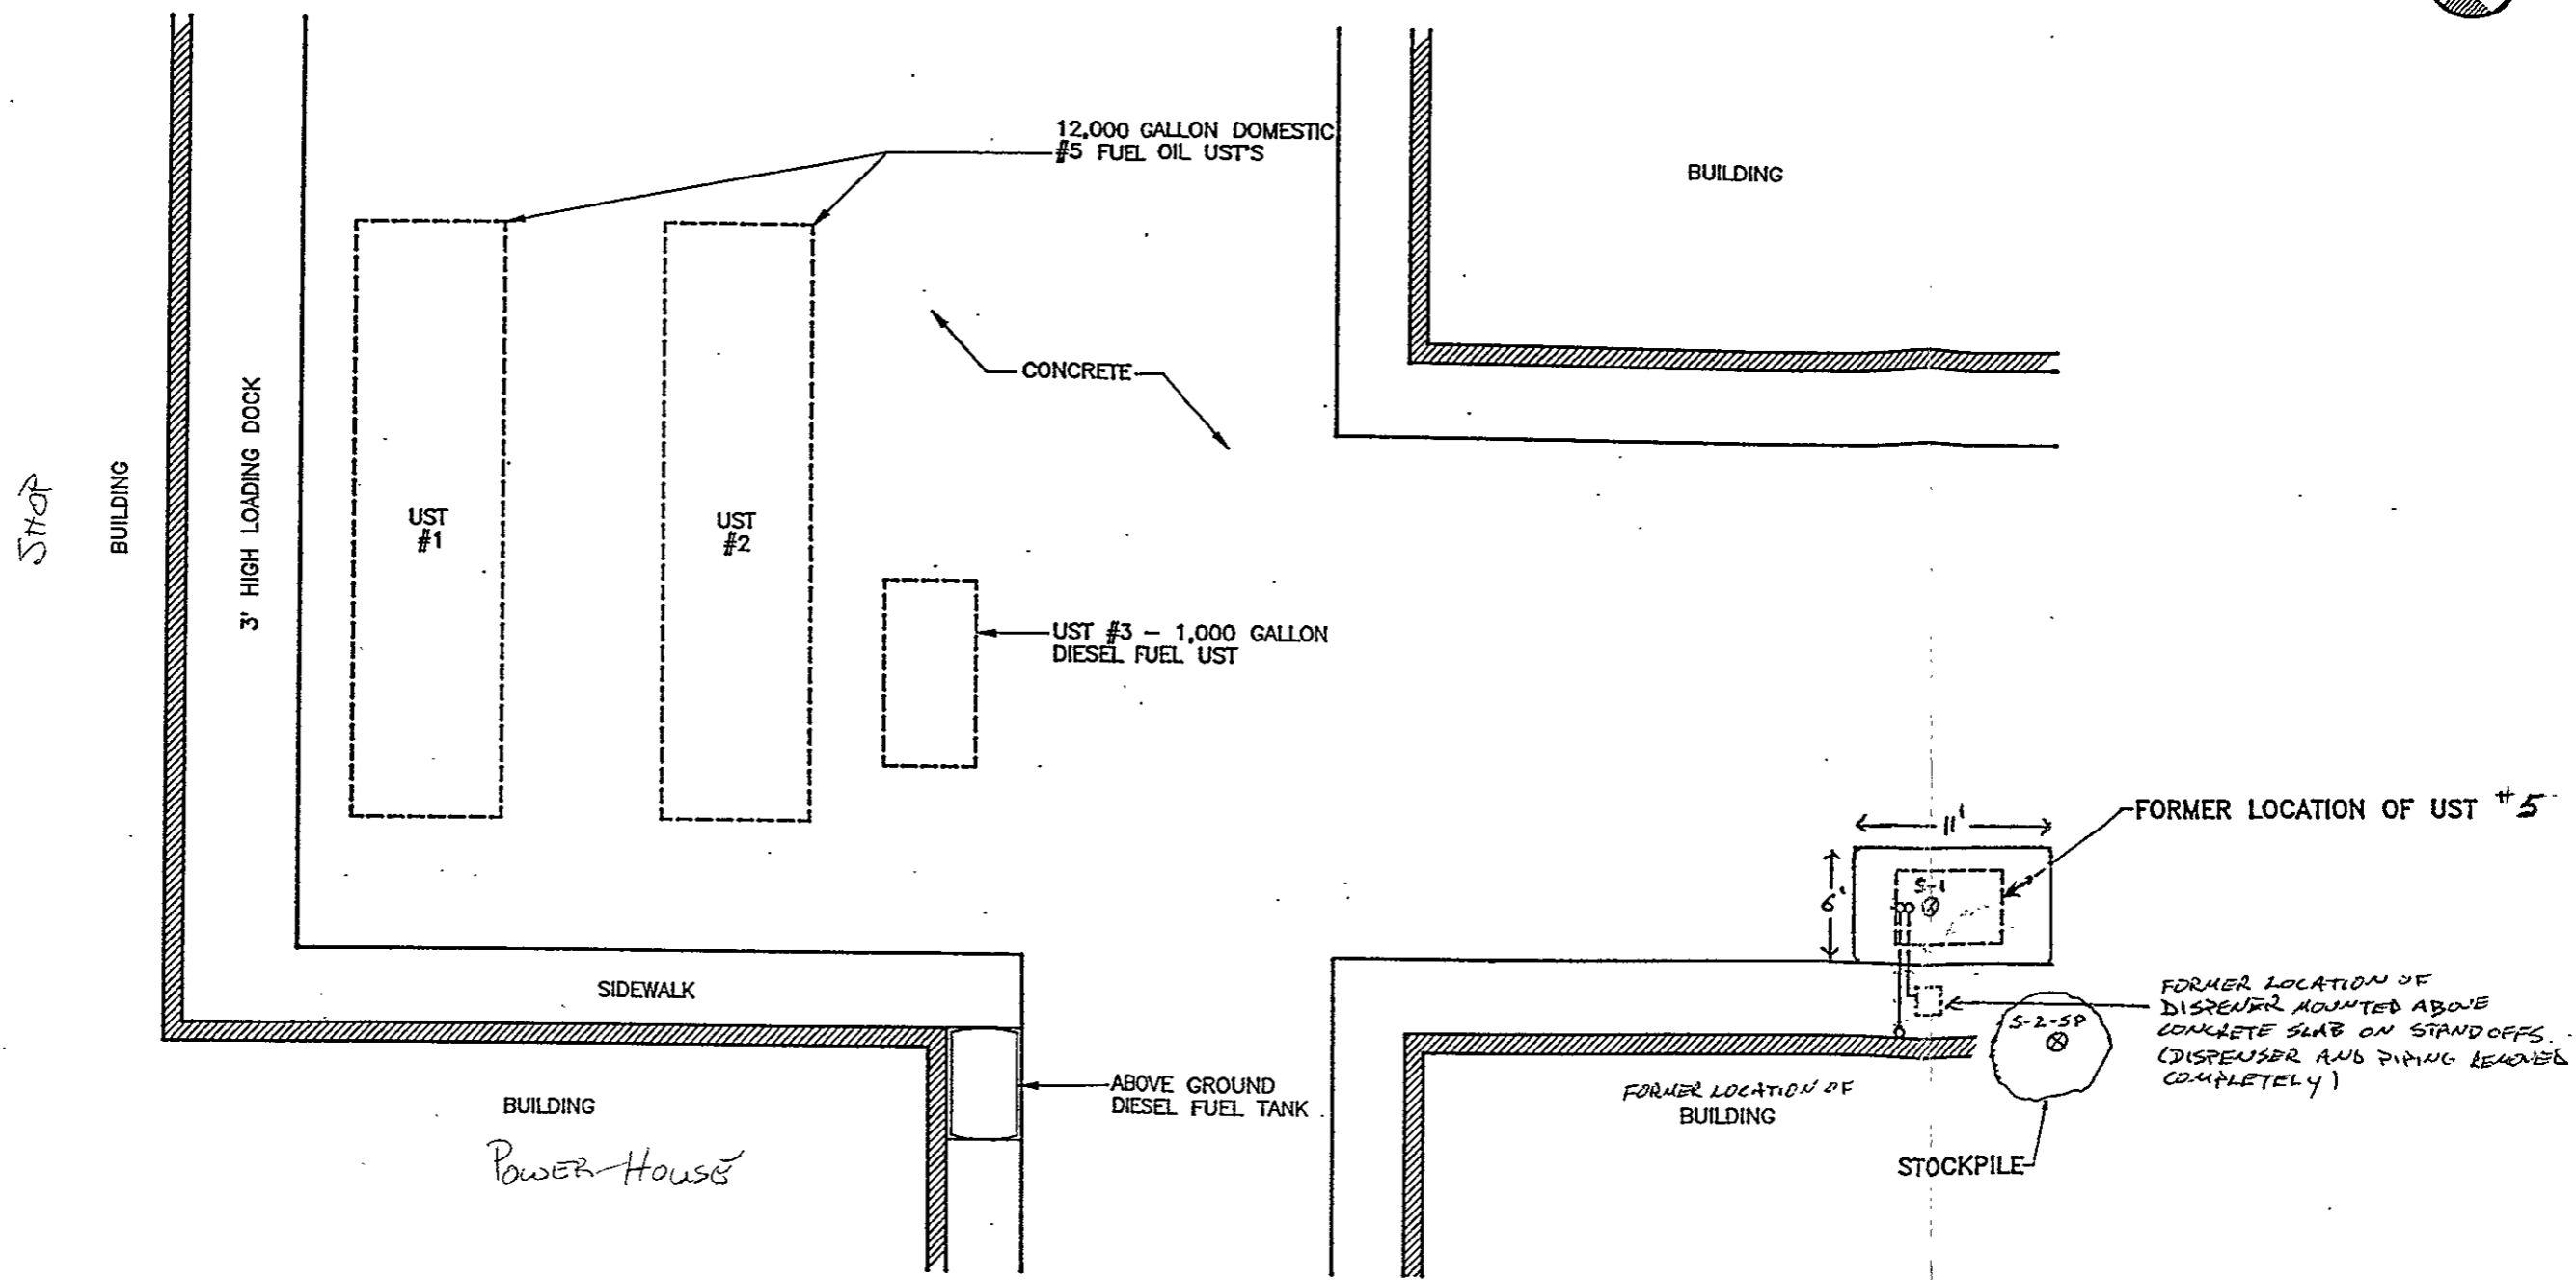 12,000 GALLON DOMESTIC
#5 FUEL OIL UST'S
BUILDING
CONCRETE
SHOP
BUILDING
3' HIGH LOADING DOCK
UST
#1
UST
#2
UST #3 - 1,000 GALLON
DIESEL FUEL UST
11'
6'
S-1
FORMER LOCATION OF UST #5
SIDEWALK
FORMER LOCATION OF
DISPENER MOUNTED ABOVE
CONCRETE SLAB ON STANDOFFS.
(DISPENSER AND PIPING REMOVED
COMPLETELY)
S-2-SP
ABOVE GROUND
DIESEL FUEL TANK
BUILDING
POWER-HOUSE
FORMER LOCATION OF
BUILDING
STOCKPILE